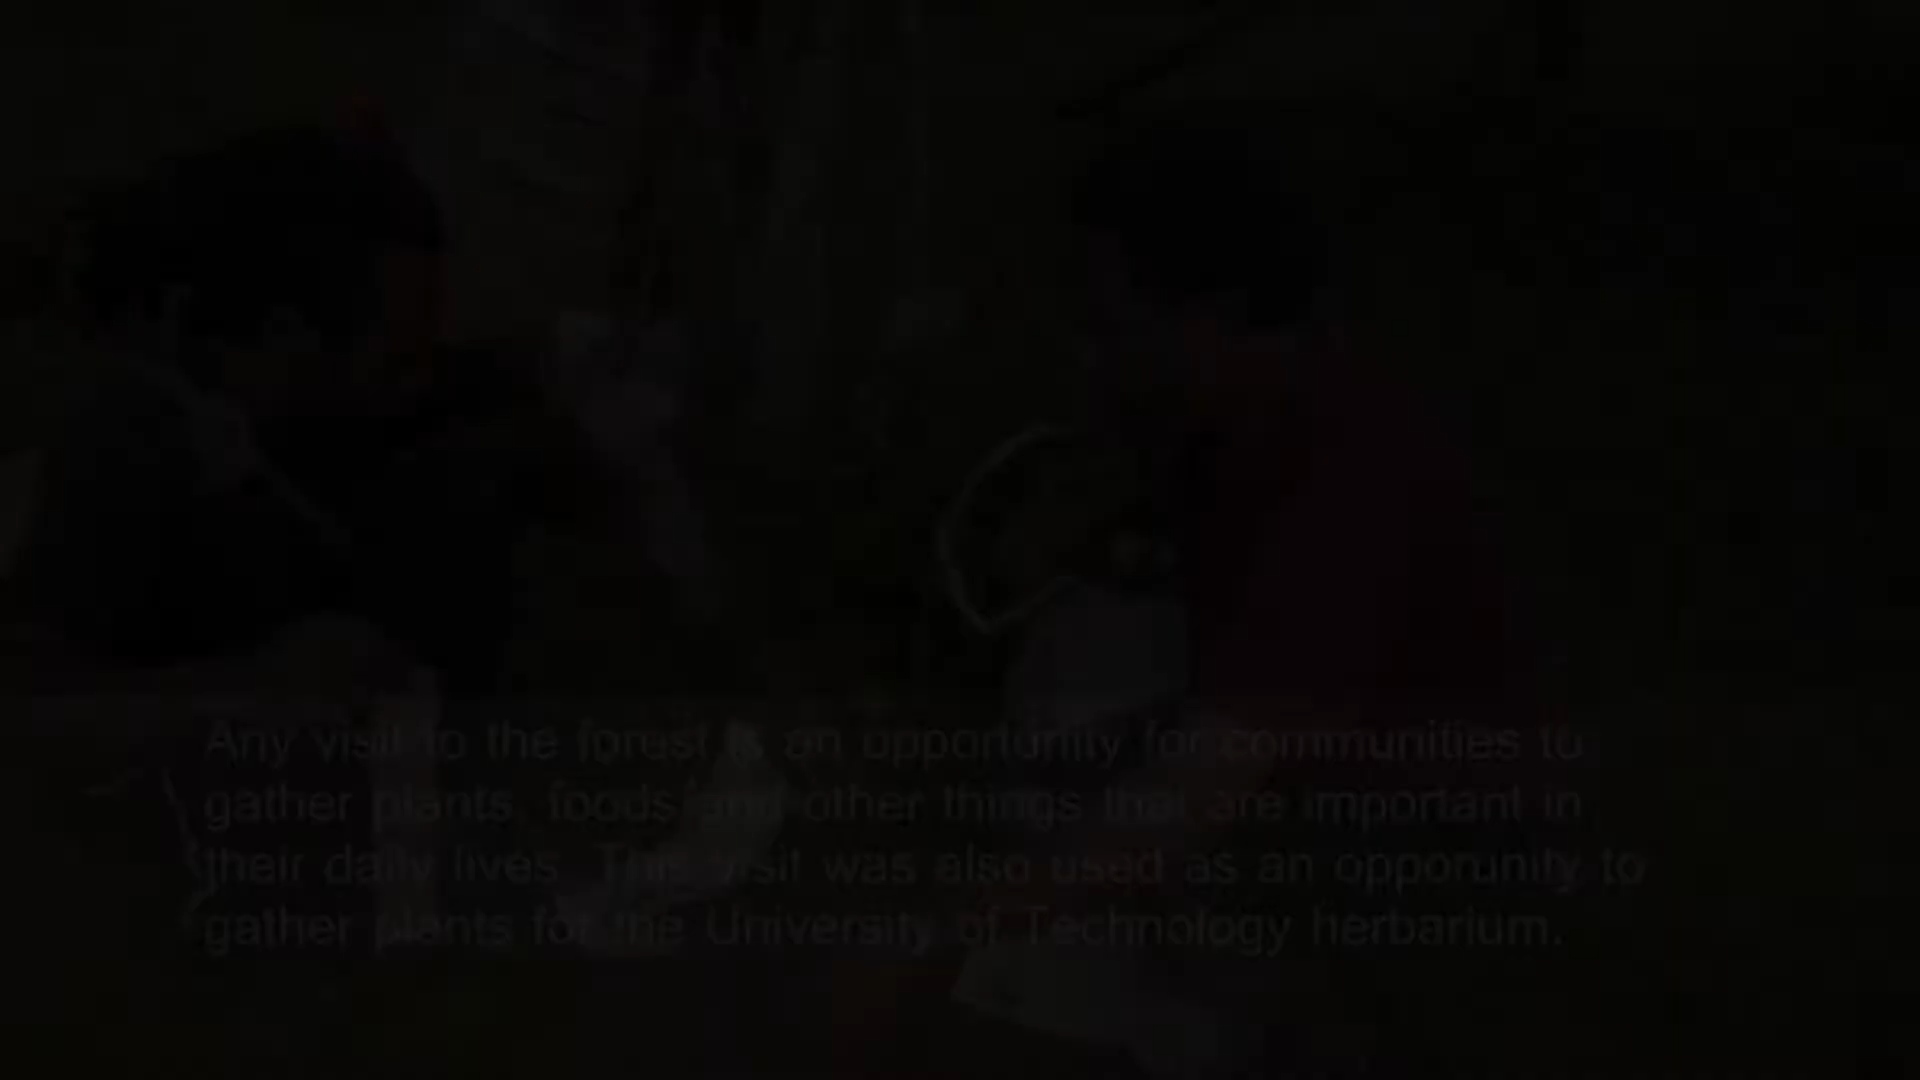 Any visit to the forest is an opportunity for communities to
gather plants, foods and other things that are important in
their daily lives. This visit was also used as an opporunity to
gather plants for the University of Technology herbarium.